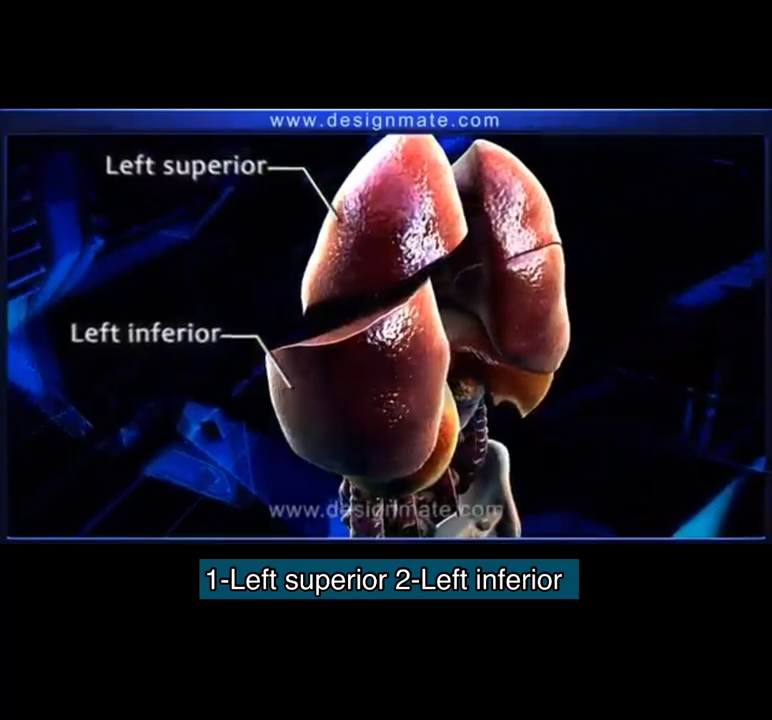 www.designmate.com
Left superior
Left inferior
www.designmate.com
1-Left superior 2-Left inferior